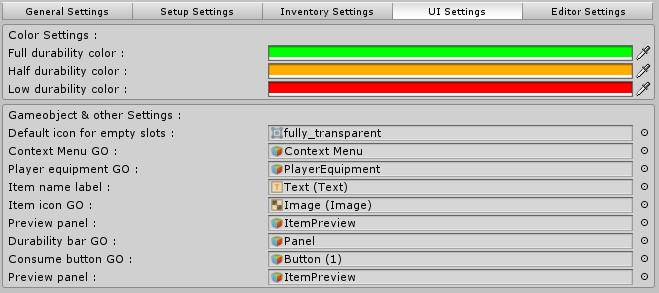 General Settings Setup Settings Inventory Settings UI Settings Editor Settings
Color Settings :
Full durability color :
Half durability color :
Low durability color :
Gameobject & other Settings :
Default icon for empty slots : fully_transparent
Context Menu GO : Context Menu
Player equipment GO : PlayerEquipment
Item name label : Text (Text)
Item icon GO : Image (Image)
Preview panel : ItemPreview
Durability bar GO : Panel
Consume button GO : Button (1)
Preview panel : ItemPreview